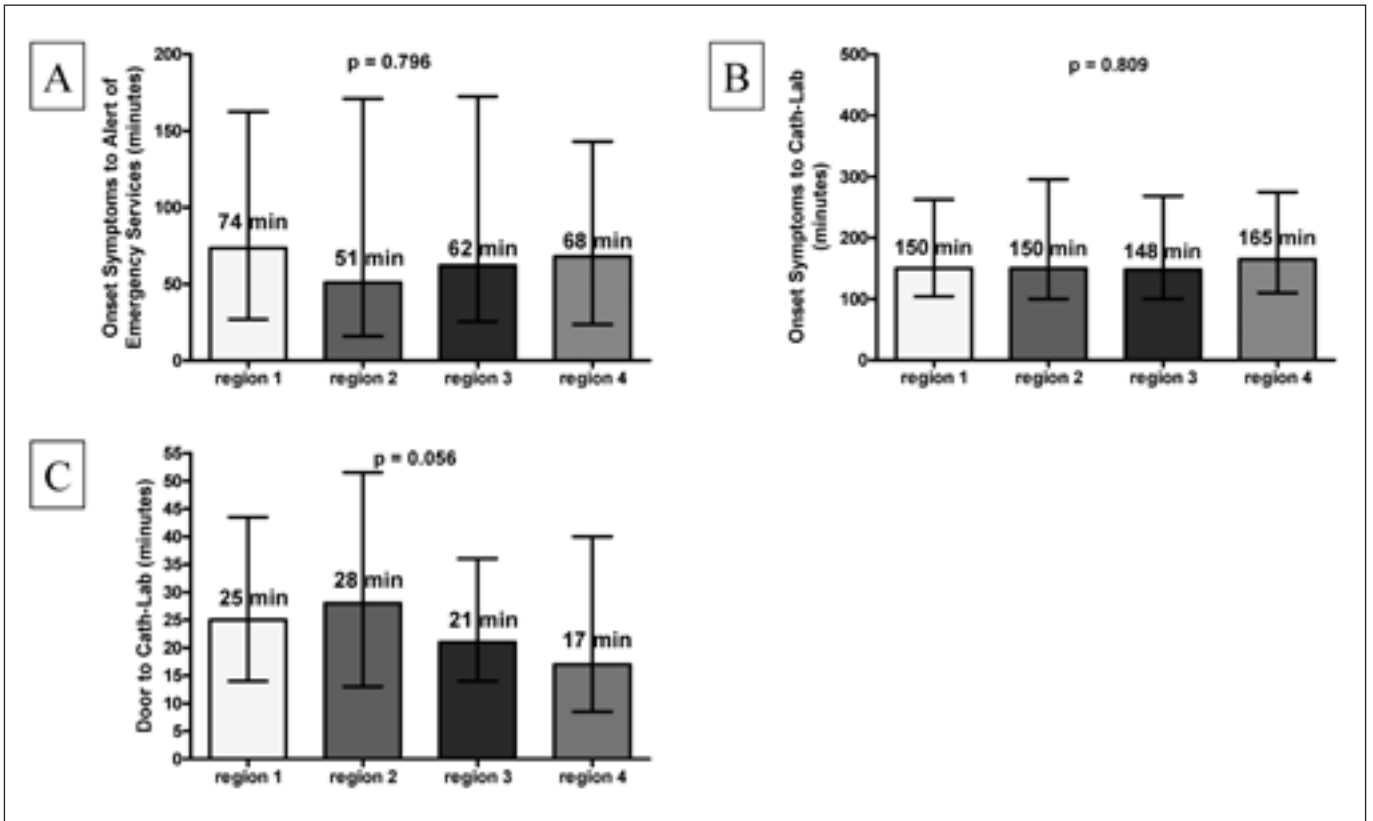 A
Onset Symptoms to Alert of
Emergency Services (minutes)
200
150
100
50
0
p = 0.796
74 min
51 min
62 min
68 min
region 1
region 2
region 3
region 4
B
Onset Symptoms to Cath-Lab
(minutes)
500
400
300
200
100
0
p = 0.809
150 min
150 min
148 min
165 min
region 1
region 2
region 3
region 4
C
Door to Cath-Lab (minutes)
55
50
45
40
35
30
25
20
15
10
5
0
p = 0.056
25 min
28 min
21 min
17 min
region 1
region 2
region 3
region 4